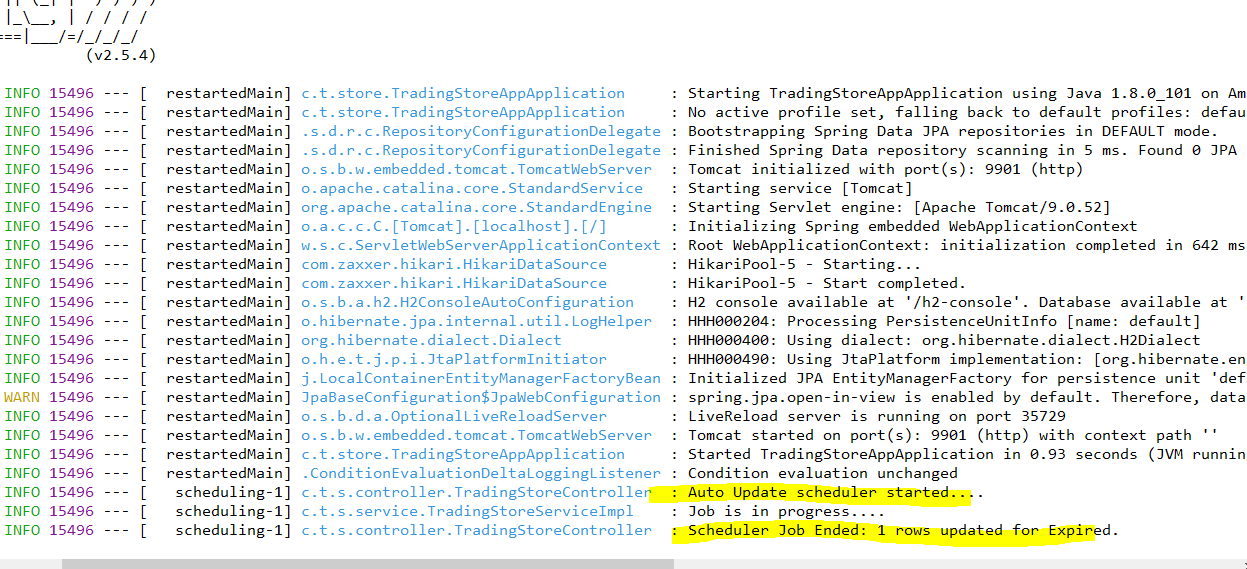 |_\__, | / / / /
===|___/=/_/_/_/
(v2.5.4)
INFO 15496 --- [  restartedMain] c.t.store.TradingStoreAppApplication     : Starting TradingStoreAppApplication using Java 1.8.0_101 on
INFO 15496 --- [  restartedMain] c.t.store.TradingStoreAppApplication     : No active profile set, falling back to default profiles:
INFO 15496 --- [  restartedMain] .s.d.r.c.RepositoryConfigurationDelegate : Bootstrapping Spring Data JPA repositories in DEFAULT mode.
INFO 15496 --- [  restartedMain] .s.d.r.c.RepositoryConfigurationDelegate : Finished Spring Data repository scanning in 5 ms. Found 0 JPA
INFO 15496 --- [  restartedMain] o.s.b.w.embedded.tomcat.TomcatWebServer  : Tomcat initialized with port(s): 9901 (http)
INFO 15496 --- [  restartedMain] o.apache.catalina.core.StandardService   : Starting service [Tomcat]
INFO 15496 --- [  restartedMain] org.apache.catalina.core.StandardEngine  : Starting Servlet engine: [Apache Tomcat/9.0.52]
INFO 15496 --- [  restartedMain] o.a.c.c.C.[Tomcat].[localhost].[/]       : Initializing Spring embedded WebApplicationContext
INFO 15496 --- [  restartedMain] w.s.c.ServletWebServerApplicationContext : Root WebApplicationContext: initialization completed in 642 ms
INFO 15496 --- [  restartedMain] com.zaxxer.hikari.HikariDataSource       : HikariPool-5 - Starting...
INFO 15496 --- [  restartedMain] com.zaxxer.hikari.HikariDataSource       : HikariPool-5 - Start completed.
INFO 15496 --- [  restartedMain] o.s.b.a.h2.H2ConsoleAutoConfiguration    : H2 console available at '/h2-console'. Database available at '
INFO 15496 --- [  restartedMain] o.hibernate.jpa.internal.util.LogHelper  : HHH000204: Processing PersistenceUnitInfo [name: default]
INFO 15496 --- [  restartedMain] org.hibernate.dialect.Dialect            : HHH000400: Using dialect: org.hibernate.dialect.H2Dialect
INFO 15496 --- [  restartedMain] o.h.e.t.j.p.i.JtaPlatformInitiator       : HHH000490: Using JtaPlatform implementation: [org.hibernate.en
INFO 15496 --- [  restartedMain] j.LocalContainerEntityManagerFactoryBean : Initialized JPA EntityManagerFactory for persistence unit 'def
WARN 15496 --- [  restartedMain] JpaBaseConfiguration$JpaWebConfiguration : spring.jpa.open-in-view is enabled by default. Therefore, data
INFO 15496 --- [  restartedMain] o.s.b.d.a.OptionalLiveReloadServer       : LiveReload server is running on port 35729
INFO 15496 --- [  restartedMain] o.s.b.w.embedded.tomcat.TomcatWebServer  : Tomcat started on port(s): 9901 (http) with context path ''
INFO 15496 --- [  restartedMain] c.t.store.TradingStoreAppApplication     : Started TradingStoreAppApplication in 0.93 seconds (JVM runnin
INFO 15496 --- [  restartedMain] .ConditionEvaluationDeltaLoggingListener : Condition evaluation unchanged
INFO 15496 --- [   scheduling-1] c.t.s.controller.TradingStoreController  : Auto Update scheduler started....
INFO 15496 --- [   scheduling-1] c.t.s.service.TradingStoreServiceImpl    : Job is in progress....
INFO 15496 --- [   scheduling-1] c.t.s.controller.TradingStoreController  : Scheduler Job Ended: 1 rows updated for Expired.